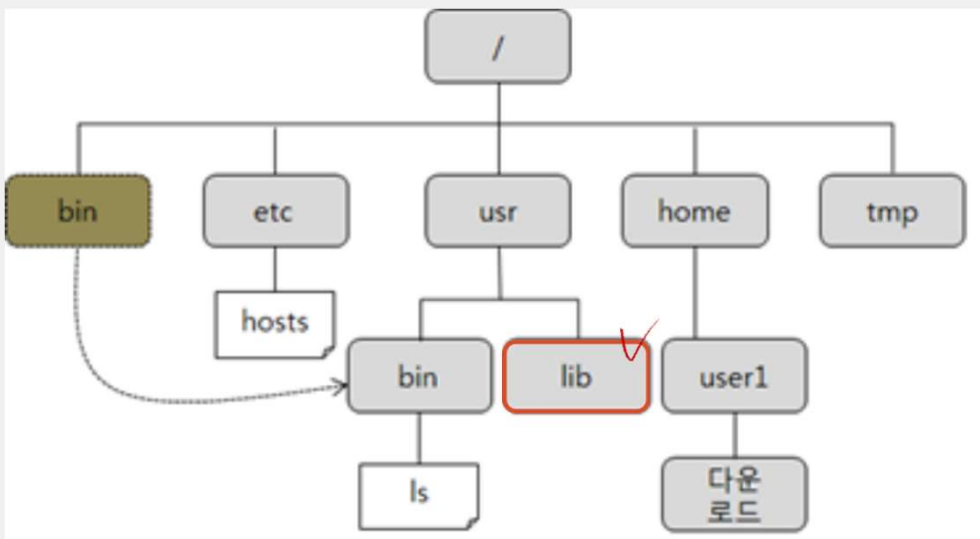 /
bin
etc
usr
home
tmp
hosts
bin
lib
user1
ls
다운
로드